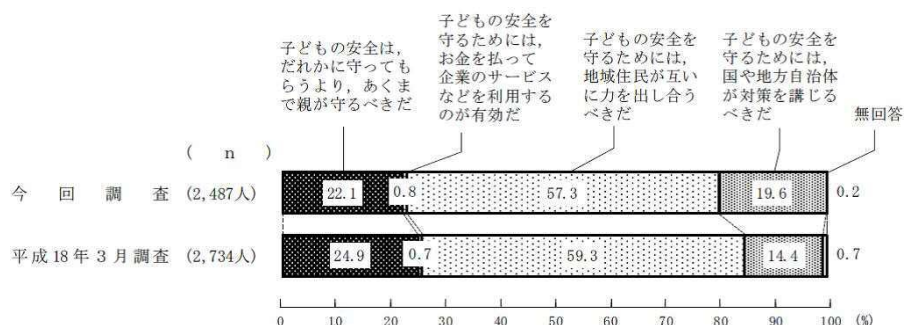 子どもの安全は，
だれかに守っても
らうより，あくま
で親が守るべきだ
子どもの安全を
守るためには，
お金を払って
企業のサービス
などを利用する
のが有効だ
子どもの安全を
守るためには，
地域住民が互い
に力を出し合う
べきだ
子どもの安全を
守るためには，
国や地方自治体
が対策を講じる
べきだ
無回答
( n )
今回調査 (2,487人) 22.1 0.8 57.3 19.6 0.2
平成18年3月調査 (2,734人) 24.9 0.7 59.3 14.4 0.7
0 10 20 30 40 50 60 70 80 90 100 (%)